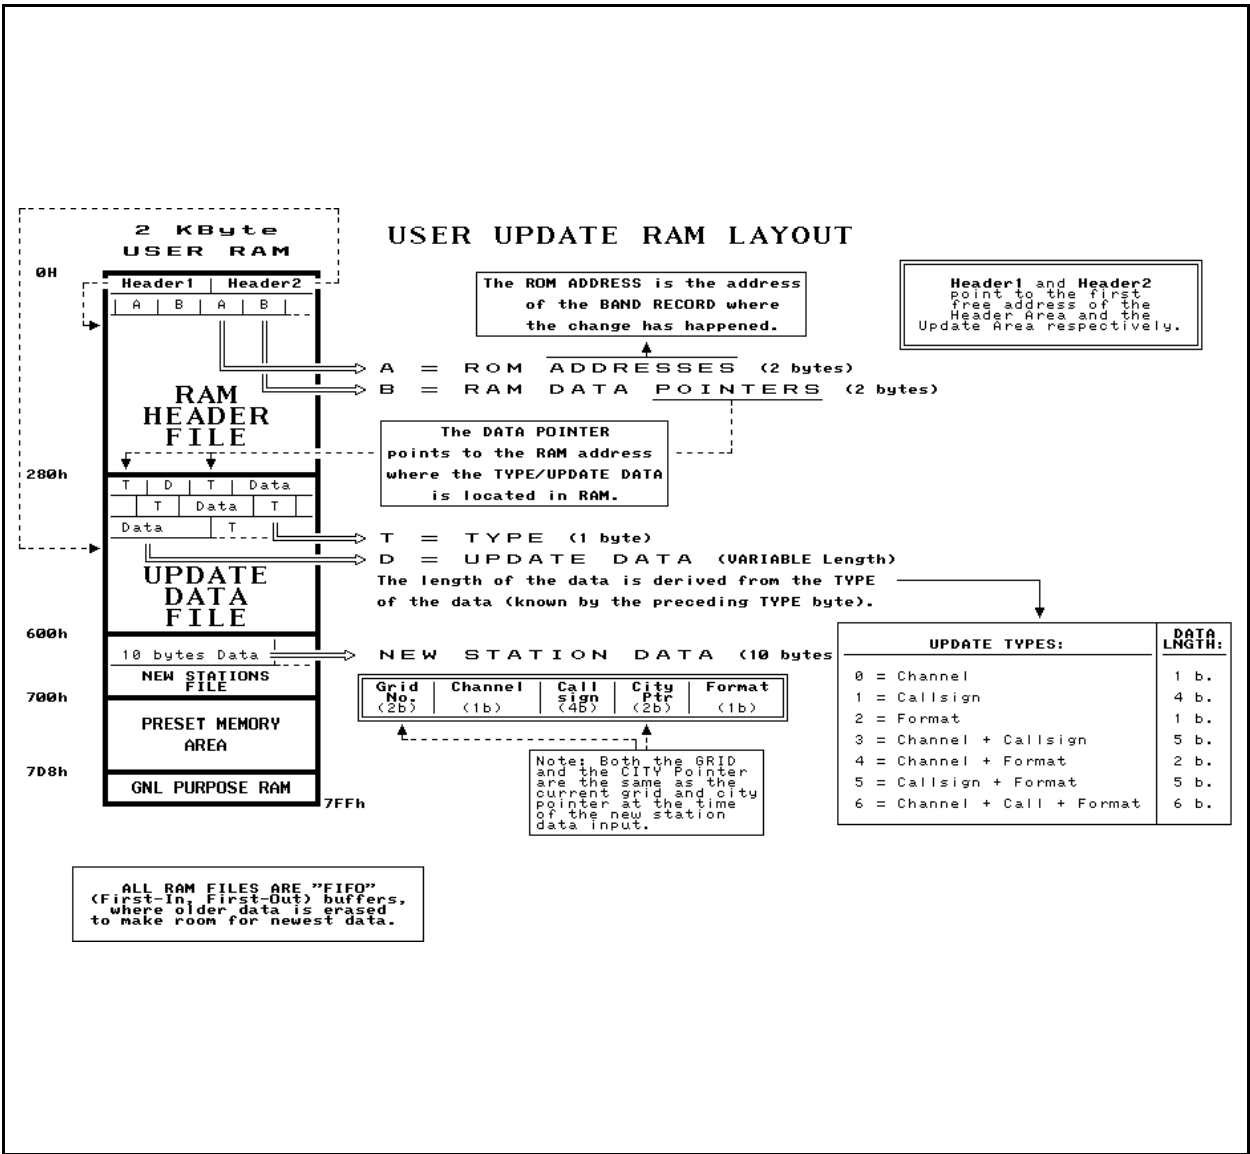 2 KByte
USER RAM
USER UPDATE RAM LAYOUT
0H
Header1 | Header2
A | B | A | B
The ROM ADDRESS is the address
of the BAND RECORD where
the change has happened.
Header1 and Header2
point to the first
free address of the
Header Area and the
Update Area respectively.
A = ROM ADDRESSES (2 bytes)
B = RAM DATA POINTERS (2 bytes)
RAM
HEADER
FILE
The DATA POINTER
points to the RAM address
where the TYPE/UPDATE DATA
is located in RAM.
280h
T | D | T | Data
T | Data | T
Data | T
T = TYPE (1 byte)
D = UPDATE DATA (VARIABLE Length)
The length of the data is derived from the TYPE
of the data (known by the preceding TYPE byte).
UPDATE
DATA
FILE
600h
10 bytes Data
NEW STATION DATA (10 bytes
NEW STATIONS
FILE
700h
Grid No. (2b) | Channel (1b) | Call sign (4b) | City Ptr (2b) | Format (1b)
PRESET MEMORY
AREA
Note: Both the GRID
and the CITY Pointer
are the same as the
current grid and city
pointer at the time
of the new station
data input.
7D8h
GNL PURPOSE RAM
7FFh
UPDATE TYPES: DATA LNGTH:
0 = Channel 1 b.
1 = Callsign 4 b.
2 = Format 1 b.
3 = Channel + Callsign 5 b.
4 = Channel + Format 2 b.
5 = Callsign + Format 5 b.
6 = Channel + Call + Format 6 b.
ALL RAM FILES ARE ”FIFO”
(First-In, First-Out) buffers,
where older data is erased
to make room for newest data.